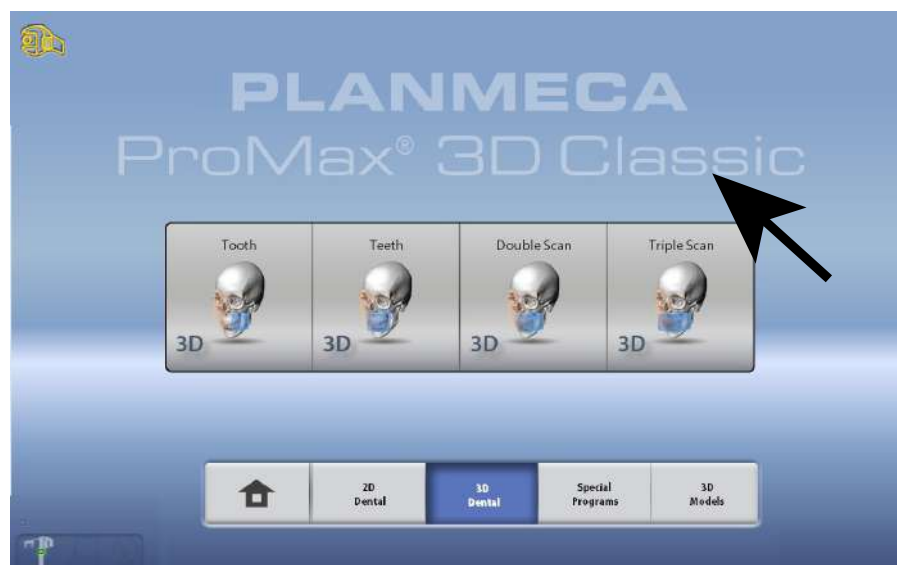 PLANMECA
ProMax® 3D Classic
Tooth
Teeth
Double Scan
Triple Scan
3D
3D
3D
3D
2D
Dental
3D
Dental
Special
Programs
3D
Models